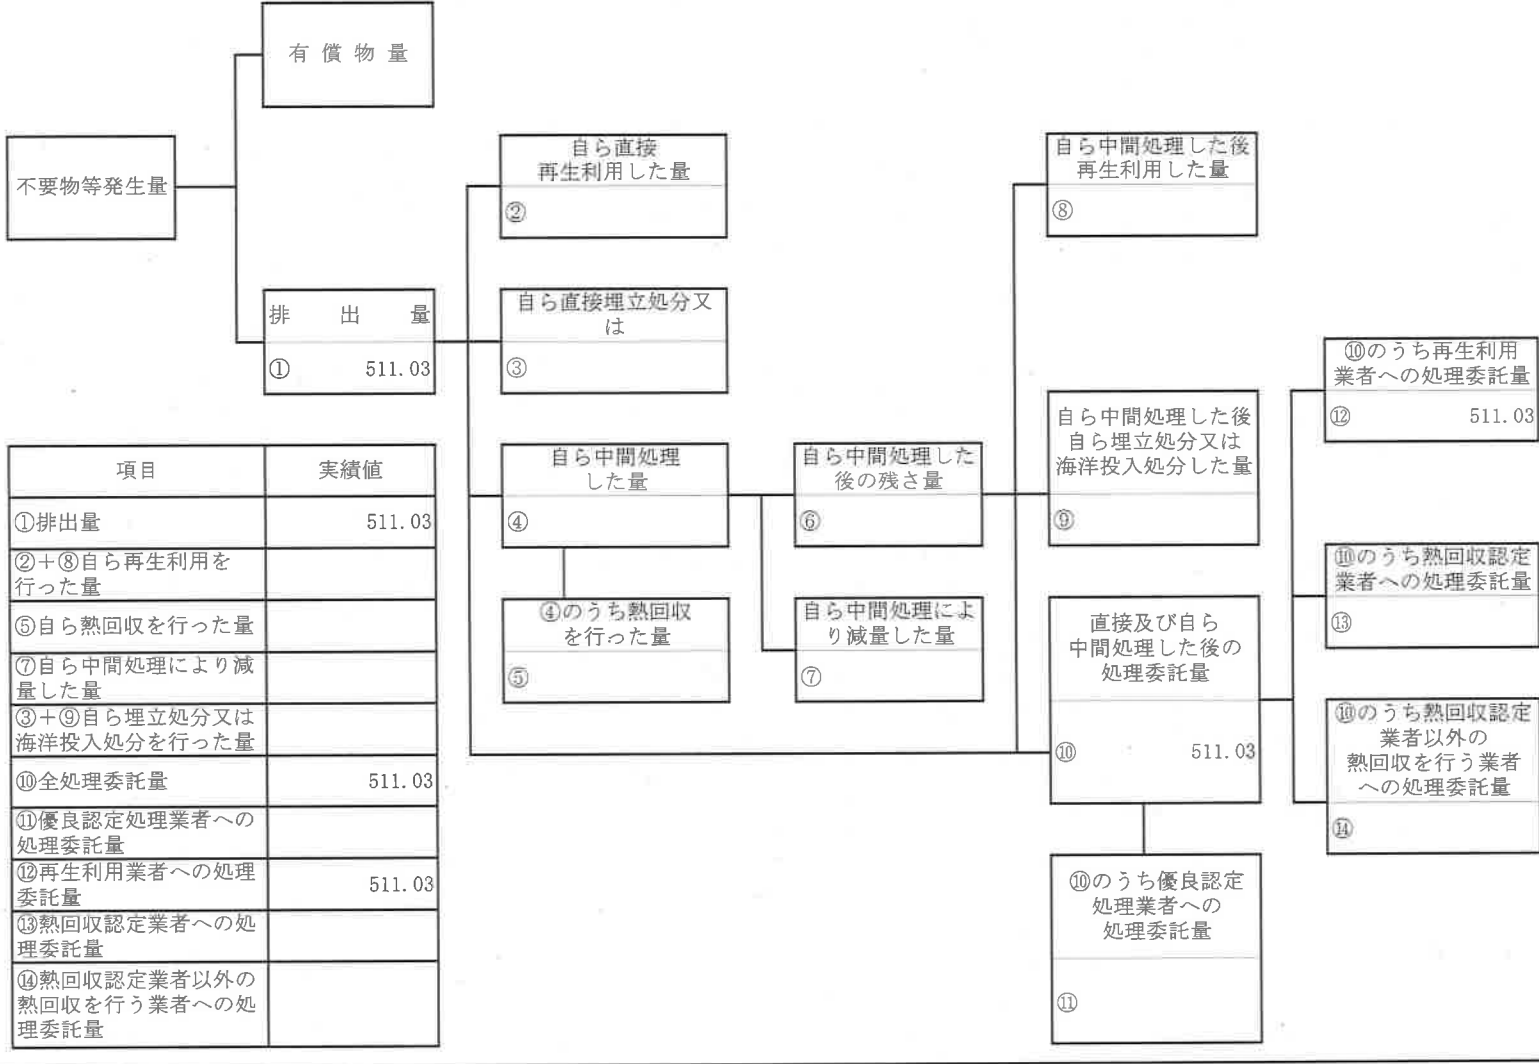 有償物量
不要物等発生量
排出量
① 511.03
自ら直接
再生利用した量
②
自ら直接埋立処分又
は
③
自ら中間処理
した量
④
④のうち熱回収
を行った量
⑤
自ら中間処理した
後の残さ量
⑥
自ら中間処理によ
り減量した量
⑦
自ら中間処理した後
再生利用した量
⑧
自ら中間処理した後
自ら埋立処分又は
海洋投入処分した量
⑨
直接及び自ら
中間処理した後の
処理委託量
⑩ 511.03
⑩のうち優良認定
処理業者への
処理委託量
⑪
⑩のうち再生利用
業者への処理委託量
⑫ 511.03
⑩のうち熱回収認定
業者への処理委託量
⑬
⑩のうち熱回収認定
業者以外の
熱回収を行う業者
への処理委託量
⑭
項目 実績値
①排出量 511.03
②+⑧自ら再生利用を
行った量
⑤自ら熱回収を行った量
⑦自ら中間処理により減
量した量
③+⑨自ら埋立処分又は
海洋投入処分を行った量
⑩全処理委託量 511.03
⑪優良認定処理業者への
処理委託量
⑫再生利用業者への処理
委託量 511.03
⑬熱回収認定業者への処
理委託量
⑭熱回収認定業者以外の
熱回収を行う業者への処
理委託量